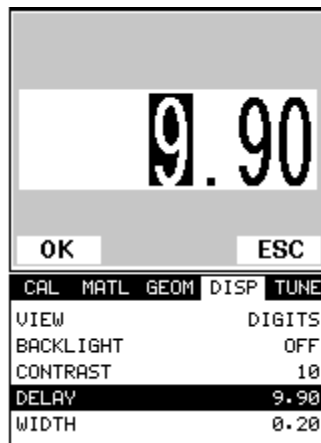 9.90
OK ESC
CAL MATL GEOM DISP TUNE
VIEW DIGITS
BACKLIGHT OFF
CONTRAST 10
DELAY 9.90
WIDTH 0.20